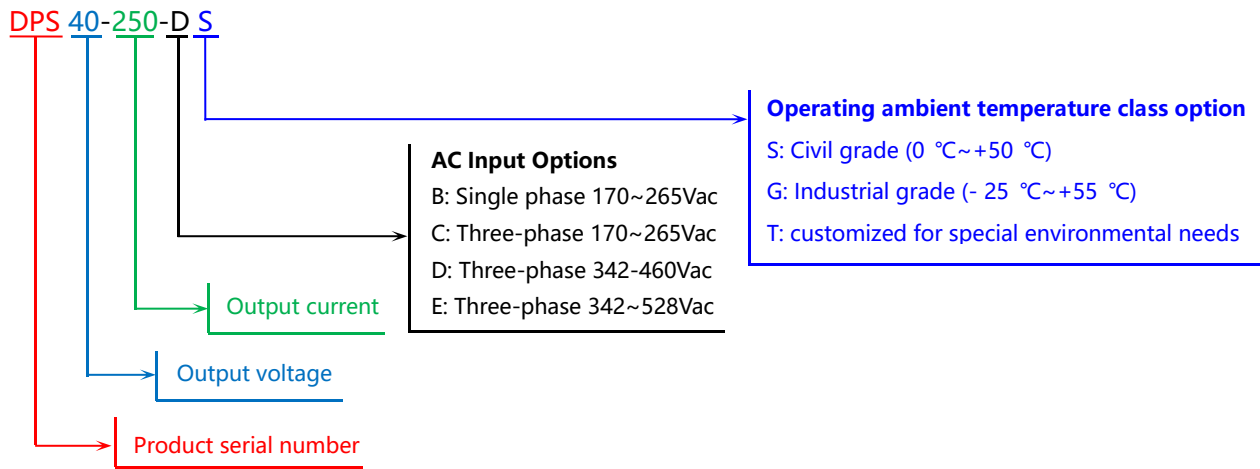 DPS 40-250-D S
Operating ambient temperature class option
S: Civil grade (0 ℃~+50 ℃)
G: Industrial grade (- 25 ℃~+55 ℃)
T: customized for special environmental needs
AC Input Options
B: Single phase 170~265Vac
C: Three-phase 170~265Vac
D: Three-phase 342-460Vac
E: Three-phase 342~528Vac
Output current
Output voltage
Product serial number